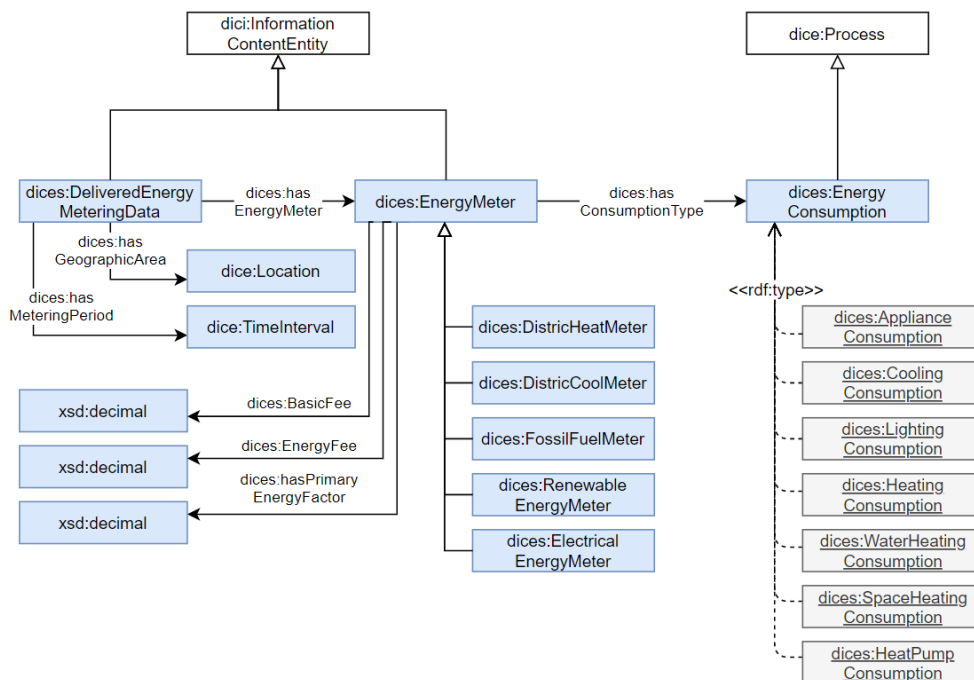 dici:Information
ContentEntity
dice:Process
dices:DeliveredEnergy
MeteringData
dices:has
EnergyMeter
dices:EnergyMeter
dices:has
ConsumptionType
dices:Energy
Consumption
dices:has
GeographicArea
dice:Location
dices:has
MeteringPeriod
dice:TimeInterval
<<rdf:type>>
dices:DistricHeatMeter
dices:DistricCoolMeter
dices:FossilFuelMeter
dices:Renewable
EnergyMeter
dices:Electrical
EnergyMeter
xsd:decimal
dices:BasicFee
xsd:decimal
dices:EnergyFee
xsd:decimal
dices:hasPrimary
EnergyFactor
dices:Appliance
Consumption
dices:Cooling
Consumption
dices:Lighting
Consumption
dices:Heating
Consumption
dices:WaterHeating
Consumption
dices:SpaceHeating
Consumption
dices:HeatPump
Consumption